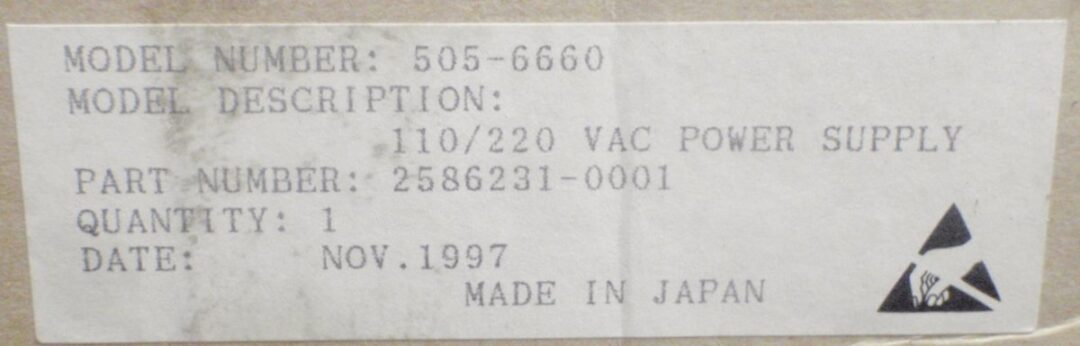 MODEL NUMBER: 505-6660
MODEL DESCRIPTION:
110/220 VAC POWER SUPPLY
PART NUMBER: 2586231-0001
QUANTITY: 1
DATE: NOV.1997
MADE IN JAPAN